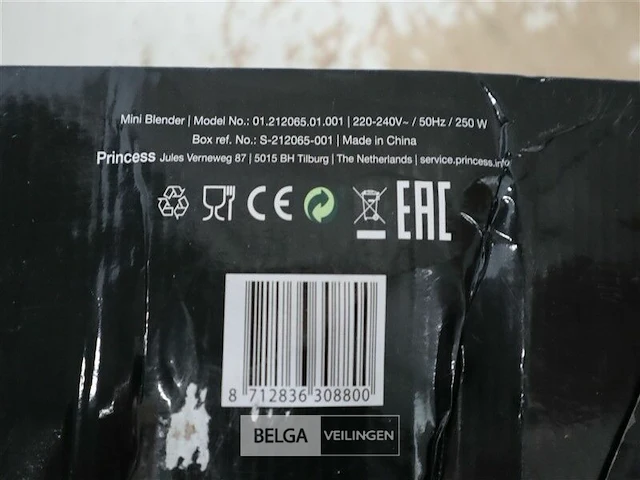 Mini Blender | Model No.: 01.212065.01.001 | 220-240V~ / 50Hz / 250 W
Box ref. No.: S-212065-001 | Made in China
Princess Jules Verneweg 87 | 5015 BH Tilburg | The Netherlands | service.princess.info
CE EAC
8 712836 308800
BELGA VEILINGEN